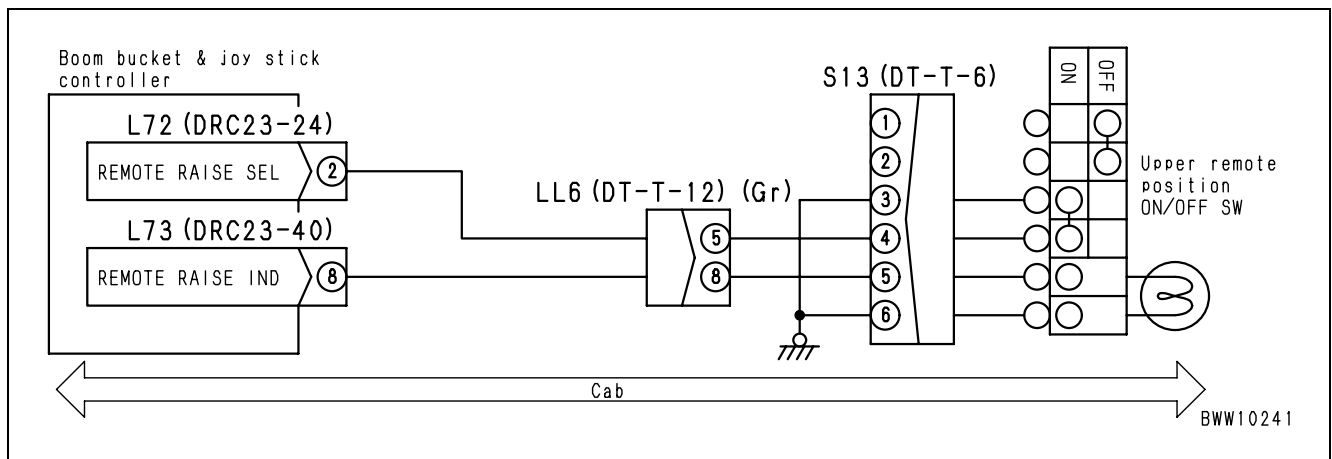 Boom bucket & joy stick
controller
L72 (DRC23-24)
REMOTE RAISE SEL
2
L73 (DRC23-40)
REMOTE RAISE IND
8
LL6 (DT-T-12) (Gr)
5
8
S13 (DT-T-6)
1
2
3
4
5
6
ON
OFF
Upper remote
position
ON/OFF SW
Cab
BWW10241